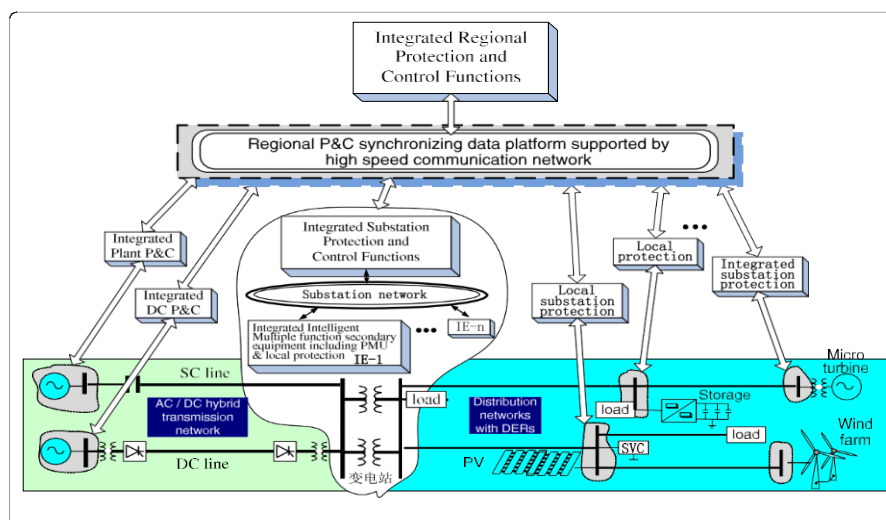 Integrated Regional
Protection and
Control Functions
Regional P&C synchronizing data platform supported by
high speed communication network
Integrated
Plant P&C
Integrated
DC P&C
Integrated Substation
Protection and
Control Functions
Substation network
Integrated Intelligent
Multiple function secondary
equipment including PMU
& local protection IE-1
IE-n
Local
substation
protection
Local
protection
Integrated
substation
protection
SC line
AC / DC hybrid
transmission
network
DC line
load
变电站
Distribution
networks
with DERs
load
Storage
Micro
turbine
load
SVC
PV
Wind
farm